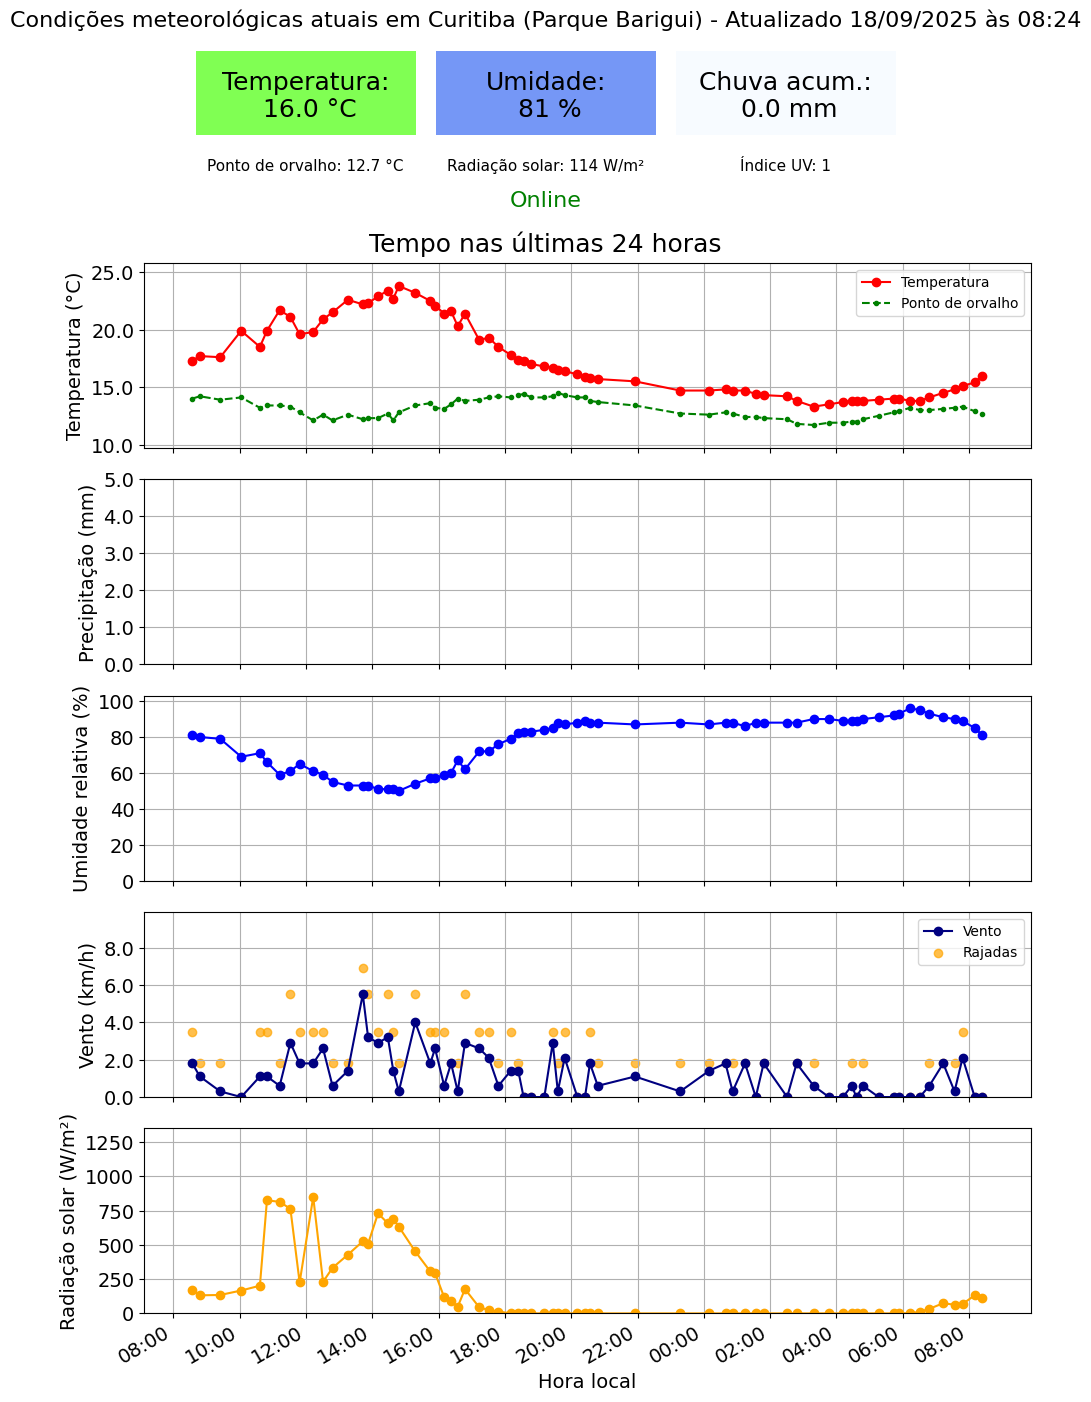 Condições meteorológicas atuais em Curitiba (Parque Barigui) - Atualizado 18/09/2025 às 08:24
Temperatura:
16.0 °C
Umidade:
81 %
Chuva acum.:
0.0 mm
Ponto de orvalho: 12.7 °C
Radiação solar: 114 W/m²
Índice UV: 1
Online
Tempo nas últimas 24 horas
Temperatura (°C)
25.0
20.0
15.0
10.0
Temperatura
Ponto de orvalho
Precipitação (mm)
5.0
4.0
3.0
2.0
1.0
0.0
Umidade relativa (%)
100
80
60
40
20
0
Vento (km/h)
8.0
6.0
4.0
2.0
0.0
Vento
Rajadas
Radiação solar (W/m²)
1250
1000
750
500
250
0
08:00
10:00
12:00
14:00
16:00
18:00
20:00
22:00
00:00
02:00
04:00
06:00
08:00
Hora local